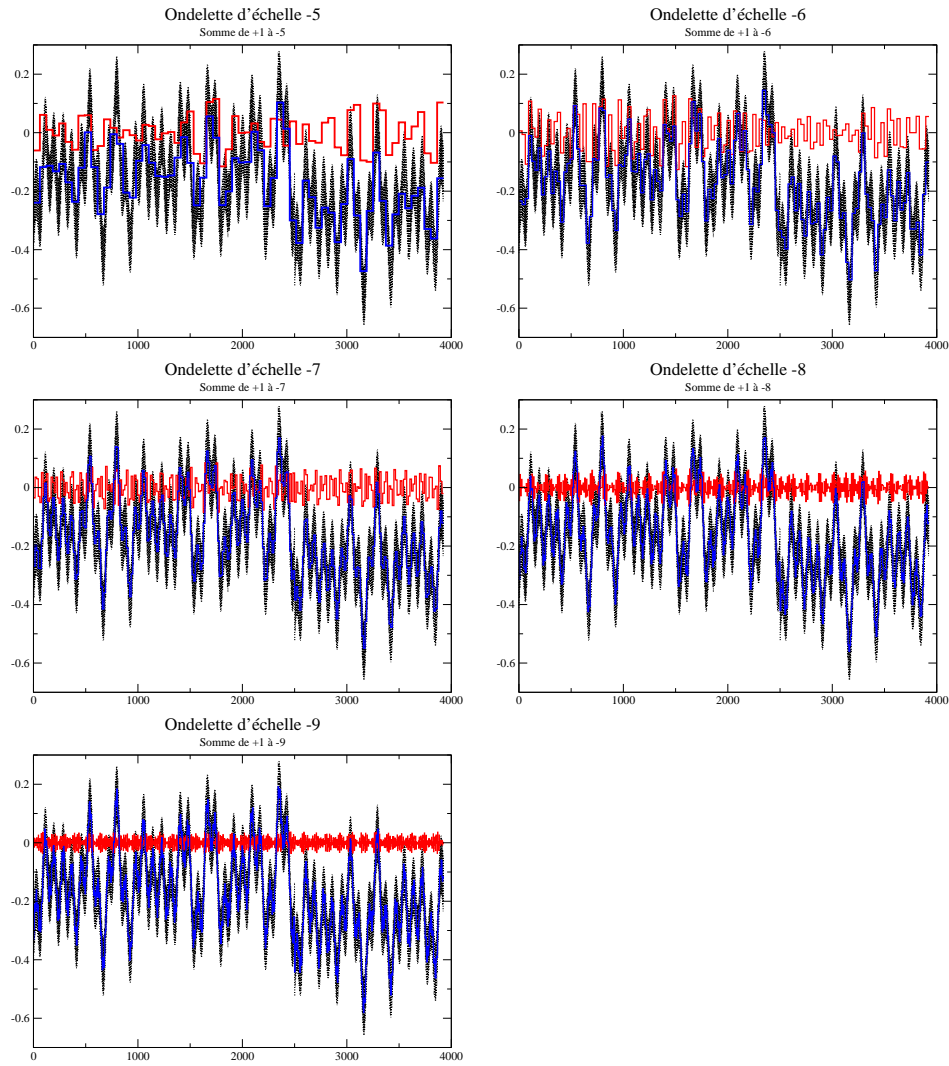 Ondelette d'échelle -5
Somme de +1 à -5
0.2
0
-0.2
-0.4
-0.6
0 1000 2000 3000 4000
Ondelette d'échelle -6
Somme de +1 à -6
0.2
0
-0.2
-0.4
-0.6
0 1000 2000 3000 4000
Ondelette d'échelle -7
Somme de +1 à -7
0.2
0
-0.2
-0.4
-0.6
0 1000 2000 3000 4000
Ondelette d'échelle -8
Somme de +1 à -8
0.2
0
-0.2
-0.4
-0.6
0 1000 2000 3000 4000
Ondelette d'échelle -9
Somme de +1 à -9
0.2
0
-0.2
-0.4
-0.6
0 1000 2000 3000 4000